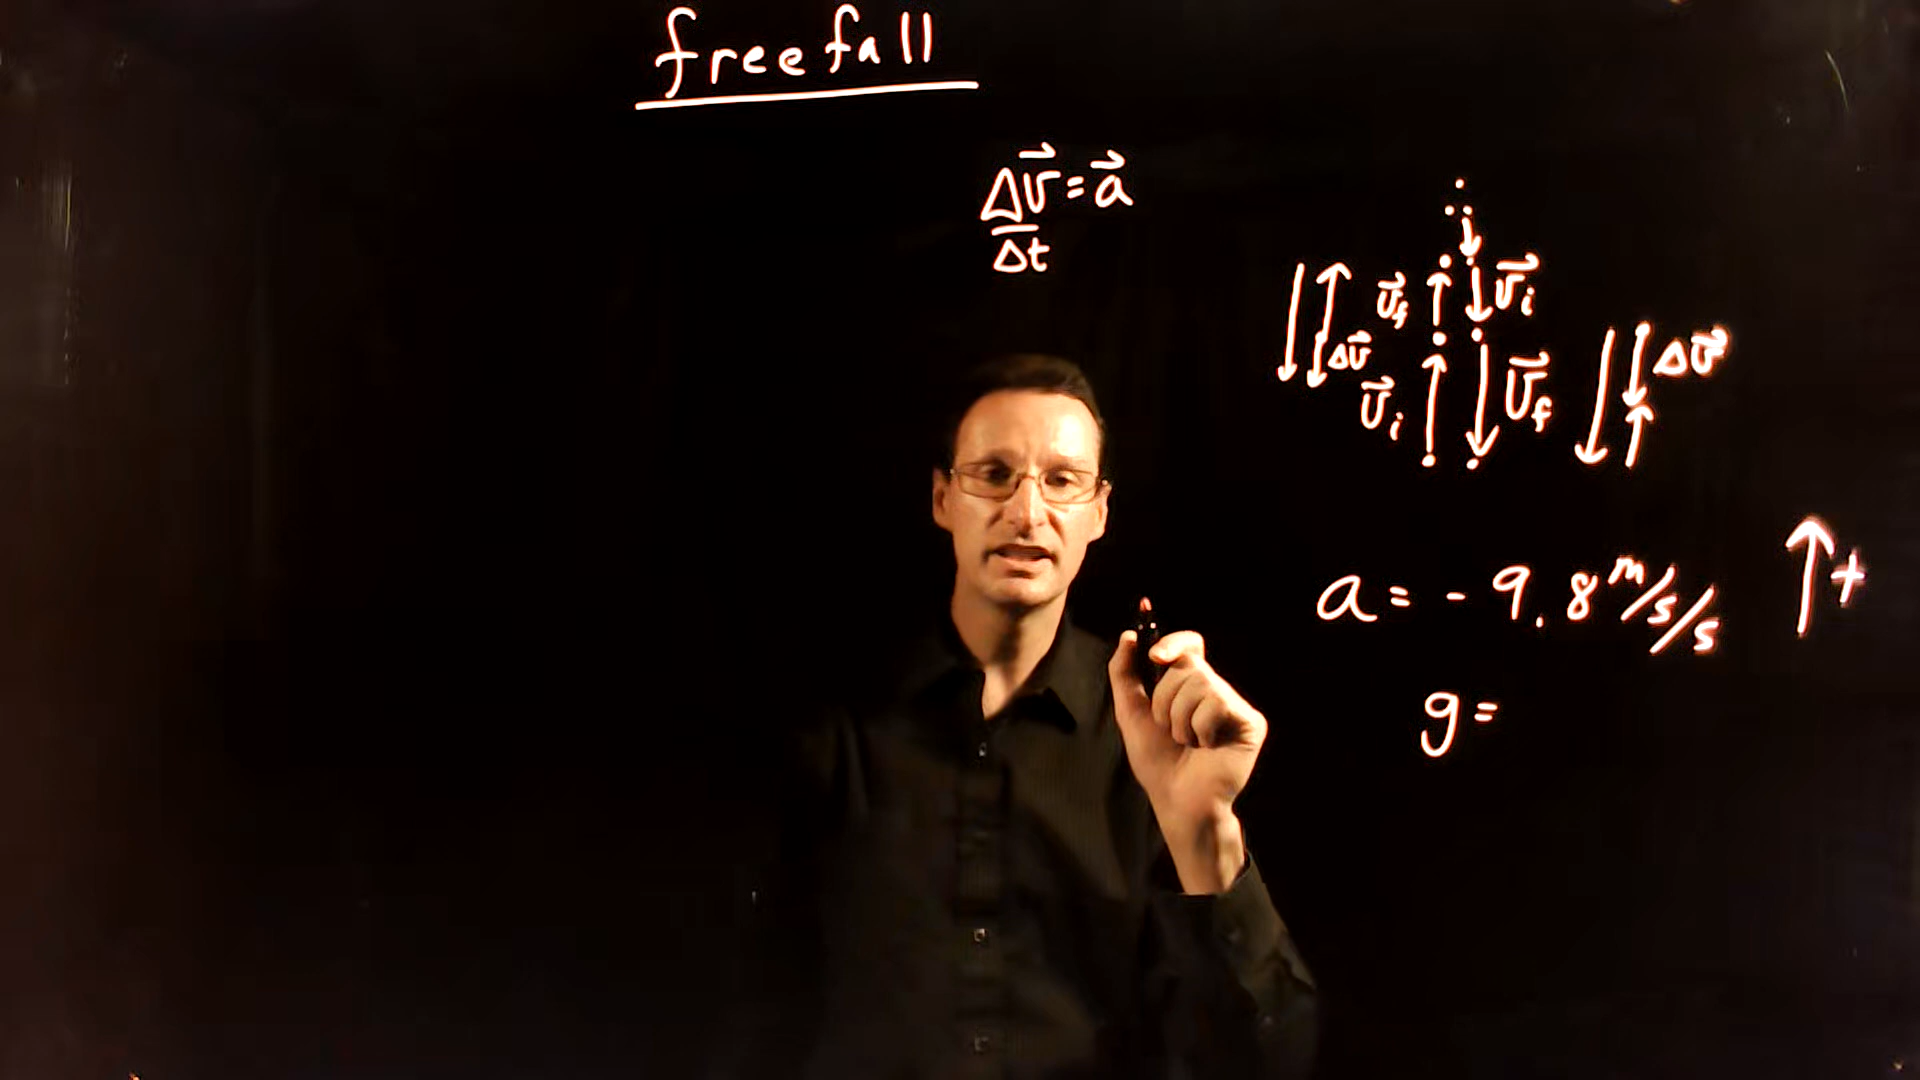 freefall
Δv⃗ = a⃗
Δt
v⃗f v⃗i
Δv⃗ Δv⃗
v⃗i v⃗f
a = - 9.8 m/s/s ↑+
g =